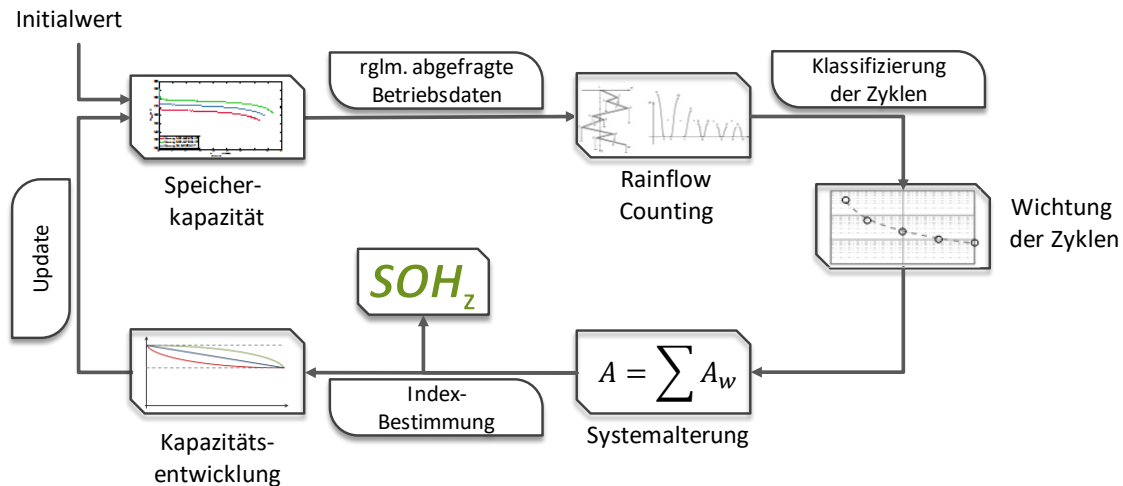 Initialwert
rglm. abgefragte
Betriebsdaten
Klassifizierung
der Zyklen
Speicher-
kapazität
Rainflow
Counting
Wichtung
der Zyklen
Update
SOHz
A = ∑ Aw
Index-
Bestimmung
Systemalterung
Kapazitäts-
entwicklung